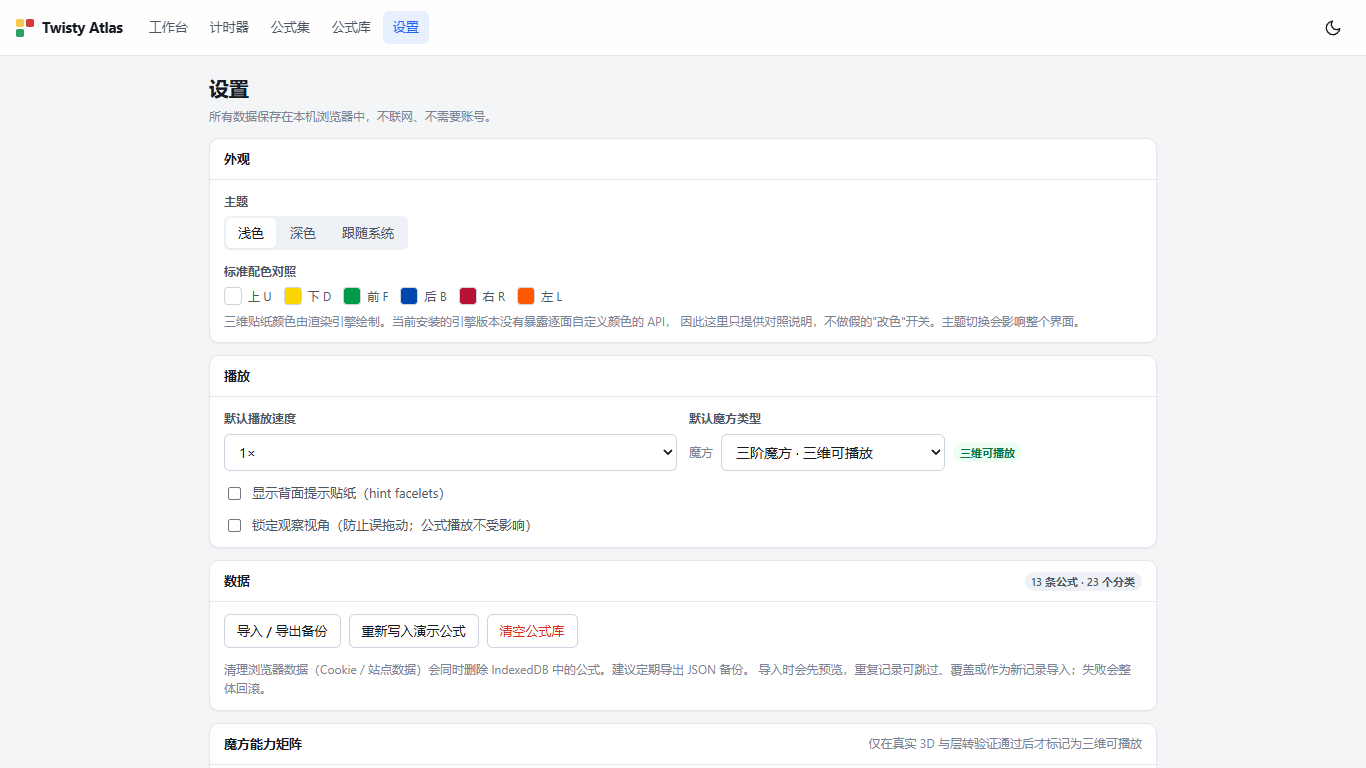 Twisty Atlas 工作台 计时器 公式集 公式库 设置
设置
所有数据保存在本机浏览器中，不联网、不需要账号。
外观
主题
浅色 深色 跟随系统
标准配色对照
上 U 下 D 前 F 后 B 右 R 左 L
三维贴纸颜色由渲染引擎绘制。当前安装的引擎版本没有暴露逐面自定义颜色的 API， 因此这里只提供对照说明，不做假的"改色"开关。主题切换会影响整个界面。
播放
默认播放速度 默认魔方类型
1× 魔方 三阶魔方 · 三维可播放 三维可播放
显示背面提示贴纸（hint facelets）
锁定观察视角（防止误拖动；公式播放不受影响）
数据 13 条公式 · 23 个分类
导入 / 导出备份 重新写入演示公式 清空公式库
清理浏览器数据（Cookie / 站点数据）会同时删除 IndexedDB 中的公式。建议定期导出 JSON 备份。 导入时会先预览，重复记录可跳过、覆盖或作为新记录导入；失败会整
体回滚。
魔方能力矩阵 仅在真实 3D 与层转验证通过后才标记为三维可播放